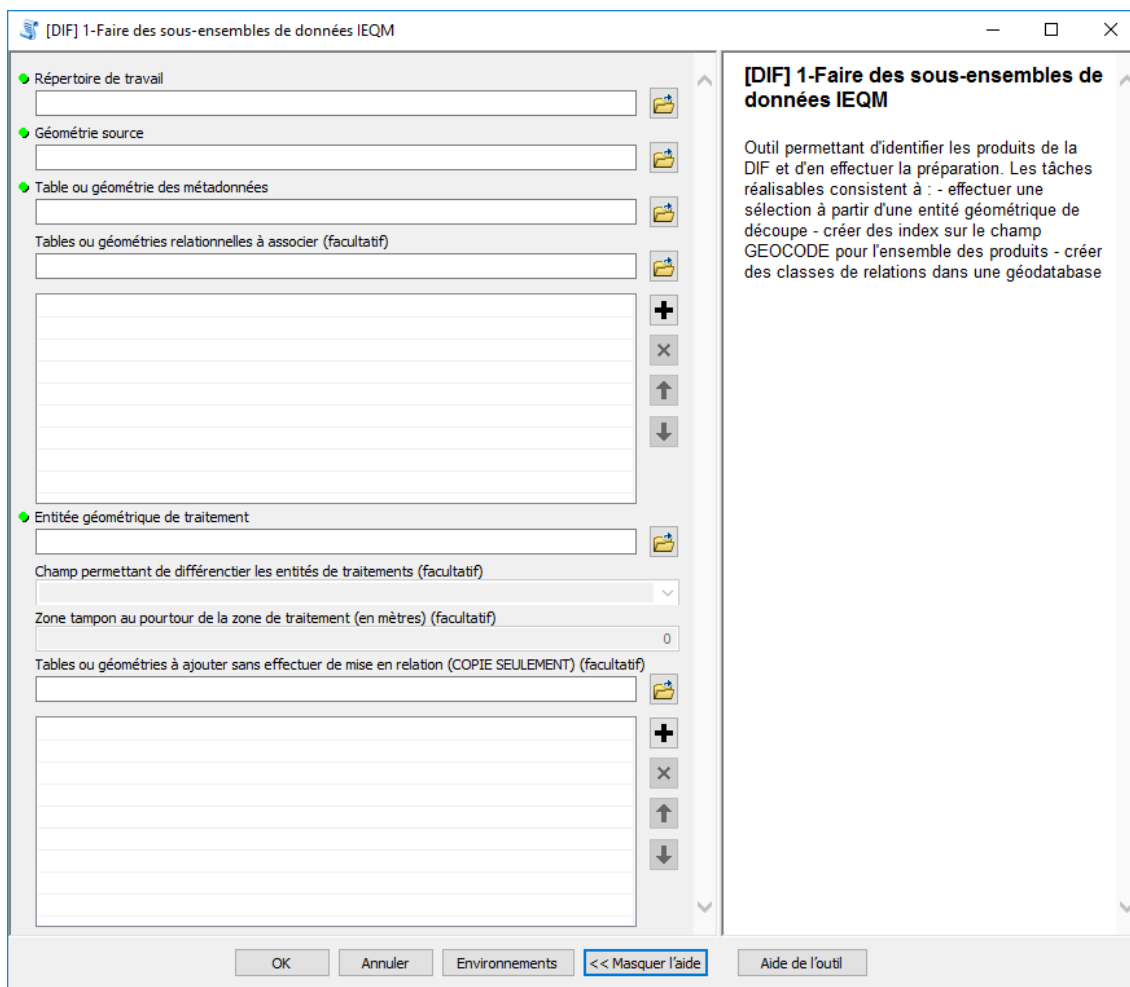 [DIF] 1-Faire des sous-ensembles de données IEQM
Répertoire de travail
Géométrie source
Table ou géométrie des métadonnées
Tables ou géométries relationnelles à associer (facultatif)
Entitée géométrique de traitement
Champ permettant de différenctier les entités de traitements (facultatif)
Zone tampon au pourtour de la zone de traitement (en mètres) (facultatif)
0
Tables ou géométries à ajouter sans effectuer de mise en relation (COPIE SEULEMENT) (facultatif)
[DIF] 1-Faire des sous-ensembles de
données IEQM
Outil permettant d'identifier les produits de la
DIF et d'en effectuer la préparation. Les tâches
réalisables consistent à : - effectuer une
sélection à partir d'une entité géométrique de
découpe - créer des index sur le champ
GEOCODE pour l'ensemble des produits - créer
des classes de relations dans une géodatabase
OK
Annuler
Environnements
<< Masquer l'aide
Aide de l'outil